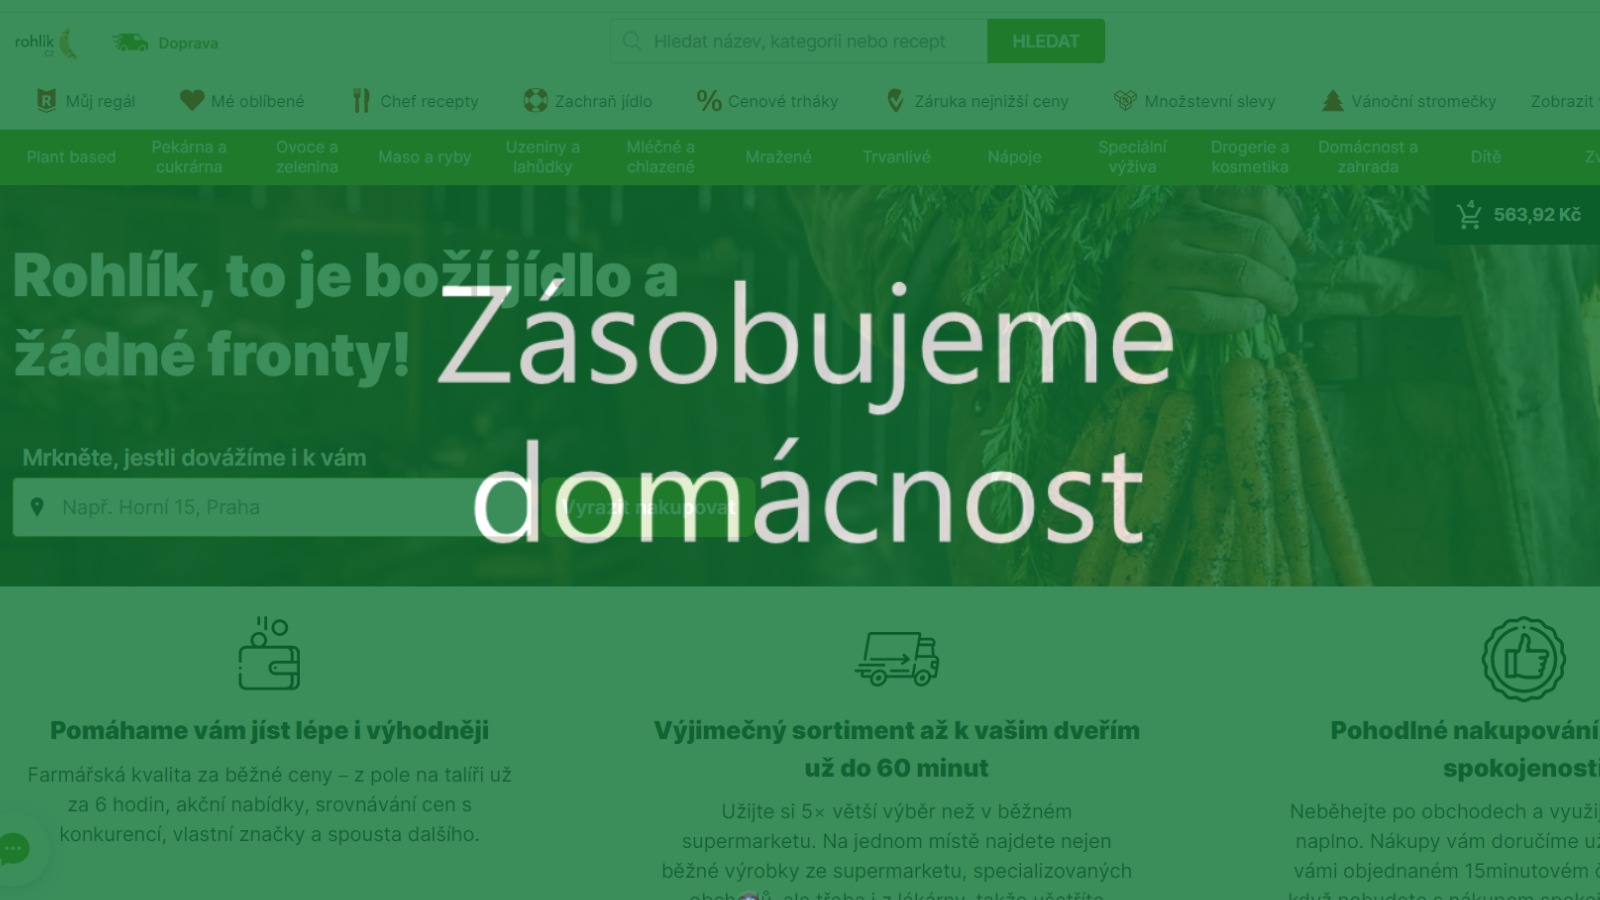 rohlik
.cz
Doprava
Hledat název, kategorii nebo recept
HLEDAT
Můj regál
Mé oblíbené
Chef recepty
Zachraň jídlo
Cenové trháky
Záruka nejnižší ceny
Množstevní slevy
Vánoční stromečky
Zobrazit
Plant based
Pekárna a
cukrárna
Ovoce a
zelenina
Maso a ryby
Uzeniny a
lahůdky
Mléčné a
chlazené
Mražené
Trvanlivé
Nápoje
Speciální
výživa
Drogerie a
kosmetika
Domácnost a
zahrada
Dítě
4
563,92 Kč
Rohlík, to je boží jídlo a
žádné fronty!
Zásobujeme
domácnost
Mrkněte, jestli dovážíme i k vám
Např. Horní 15, Praha
Vyrazit nakupovat
Pomáhame vám jíst lépe i výhodněji
Farmářská kvalita za běžné ceny – z pole na talíři už
za 6 hodin, akční nabídky, srovnávání cen s
konkurencí, vlastní značky a spousta dalšího.
Výjimečný sortiment až k vašim dveřím
už do 60 minut
Užijte si 5× větší výběr než v běžném
supermarketu. Na jednom místě najdete nejen
běžné výrobky ze supermarketu, specializovaných
Pohodlné nakupování
spokojenosti
Neběhejte po obchodech a využi
naplno. Nákupy vám doručíme u
vámi objednaném 15minutovém